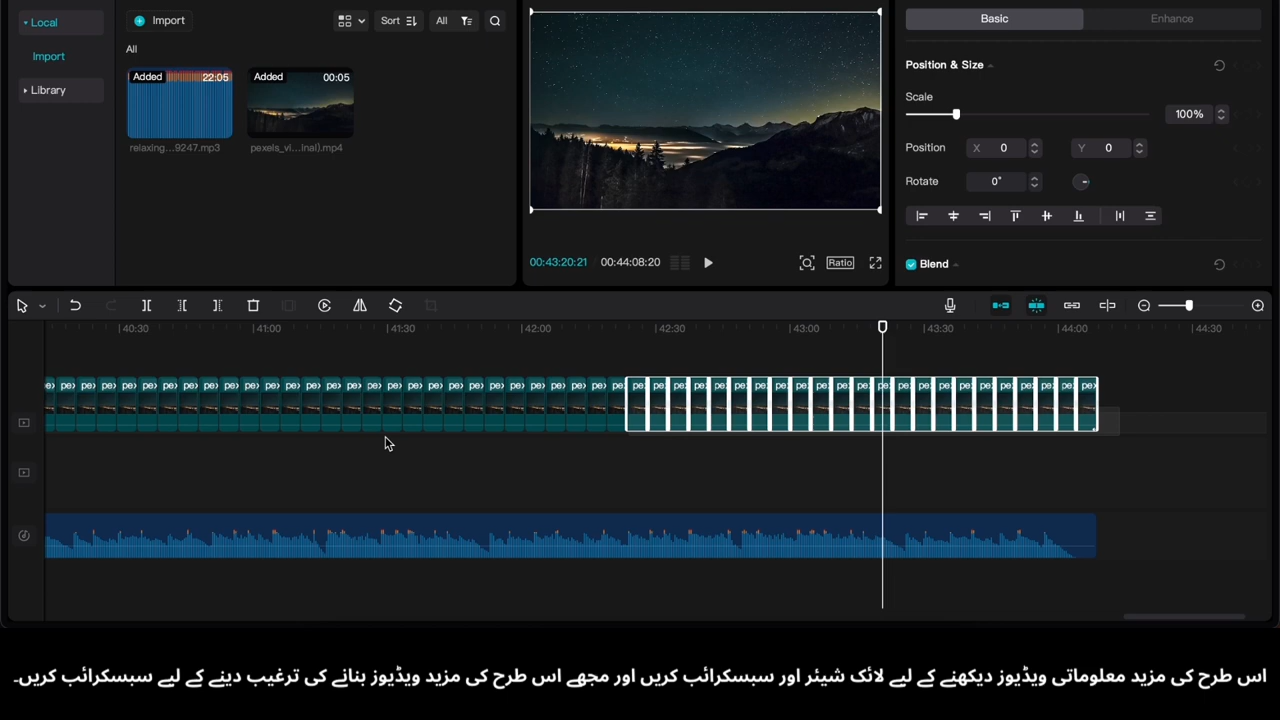 Local
Import
Sort
All
Basic
Enhance
Import
All
Position & Size
Library
Added
22:05
Added
00:05
Scale
100%
relaxing...9247.mp3
pexels_vi...inal).mp4
Position
X
0
Y
0
Rotate
0°
00:43:20:21
00:44:08:20
Ratio
Blend
40:30
41:00
41:30
42:00
42:30
43:00
43:30
44:00
44:30
اس طرح کی مزید معلوماتی ویڈیوز دیکھنے کے لیے لائک شیئر اور سبسکرائب کریں اور مجھے اس طرح کی مزید ویڈیوز بنانے کی ترغیب دینے کے لیے سبسکرائب کریں۔